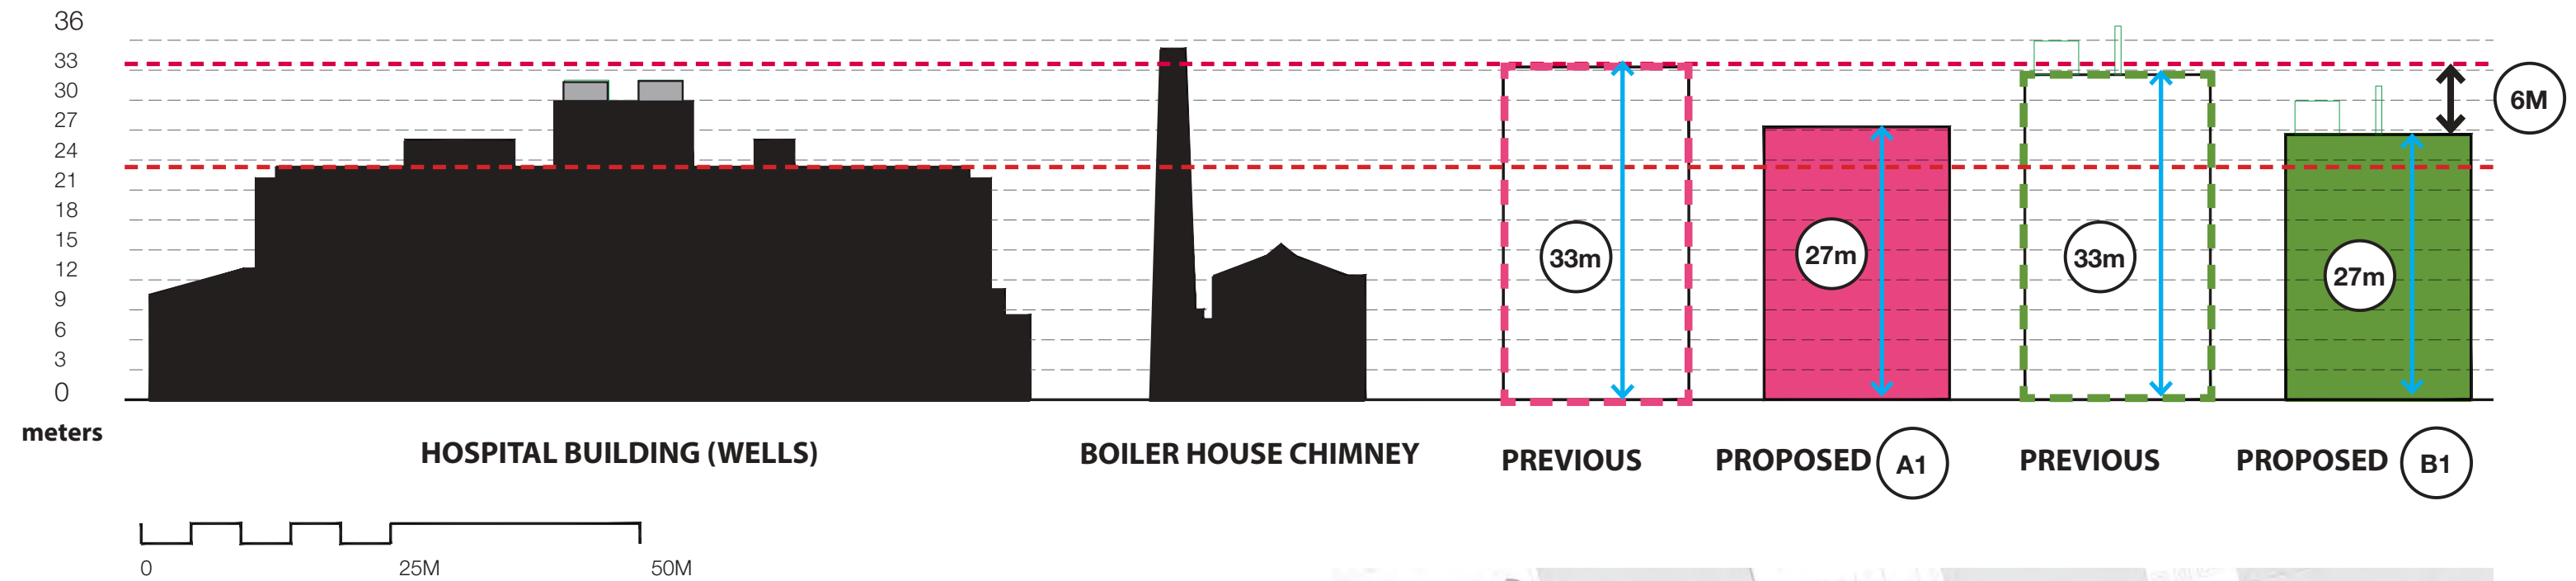 36
33
30
27
24
21
18
15
12
9
6
3
0
meters
33m
27m
33m
27m
6M
HOSPITAL BUILDING (WELLS)
BOILER HOUSE CHIMNEY
PREVIOUS
PROPOSED A1
PREVIOUS
PROPOSED B1
0 25M 50M